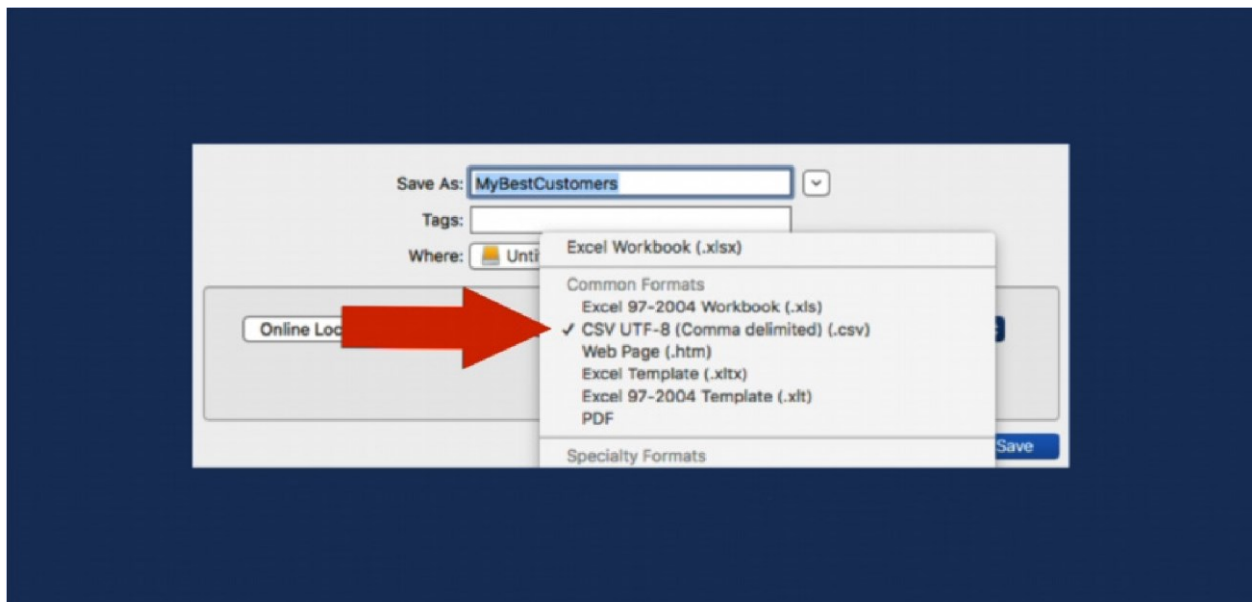 Save As: MyBestCustomers
Tags:
Where: Unti
Excel Workbook (.xlsx)
Common Formats
Excel 97-2004 Workbook (.xls)
Online Loc
✓ CSV UTF-8 (Comma delimited) (.csv)
Web Page (.htm)
Excel Template (.xltx)
Excel 97-2004 Template (.xlt)
PDF
Specialty Formats
Save